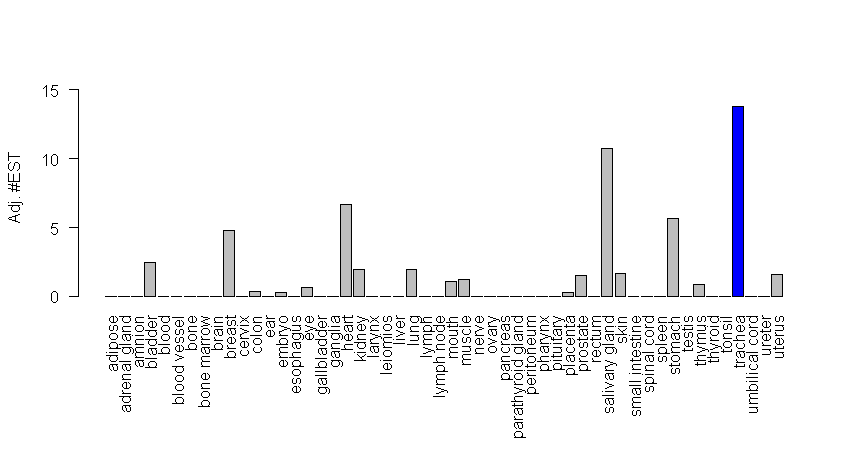 Adj. #EST
15
10
5
0
adipose
adrenal gland
amnion
bladder
blood
blood vessel
bone
bone marrow
brain
breast
cervix
colon
ear
embryo
esophagus
eye
gallbladder
ganglia
heart
kidney
larynx
leiomios
liver
lung
lymph
lymph node
mouth
muscle
nerve
ovary
pancreas
parathyroid gland
peritoneum
pharynx
pituitary
placenta
prostate
rectum
salivary gland
skin
small intestine
spinal cord
spleen
stomach
testis
thymus
thyroid
tonsil
trachea
umbilical cord
ureter
uterus